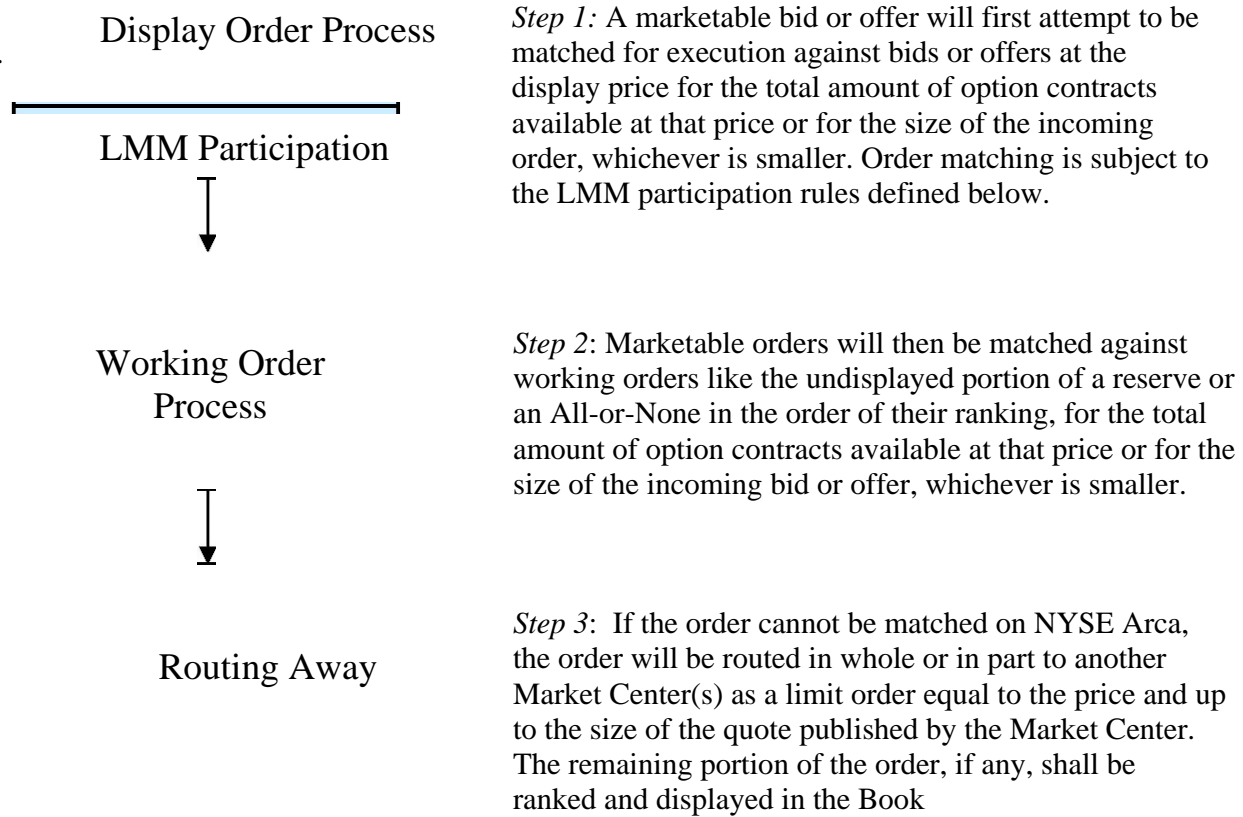 Display Order Process
LMM Participation
Step 1: A marketable bid or offer will first attempt to be
matched for execution against bids or offers at the
display price for the total amount of option contracts
available at that price or for the size of the incoming
order, whichever is smaller. Order matching is subject to
the LMM participation rules defined below.
Working Order
Process
Step 2: Marketable orders will then be matched against
working orders like the undisplayed portion of a reserve or
an All-or-None in the order of their ranking, for the total
amount of option contracts available at that price or for the
size of the incoming bid or offer, whichever is smaller.
Routing Away
Step 3:  If the order cannot be matched on NYSE Arca,
the order will be routed in whole or in part to another
Market Center(s) as a limit order equal to the price and up
to the size of the quote published by the Market Center.
The remaining portion of the order, if any, shall be
ranked and displayed in the Book